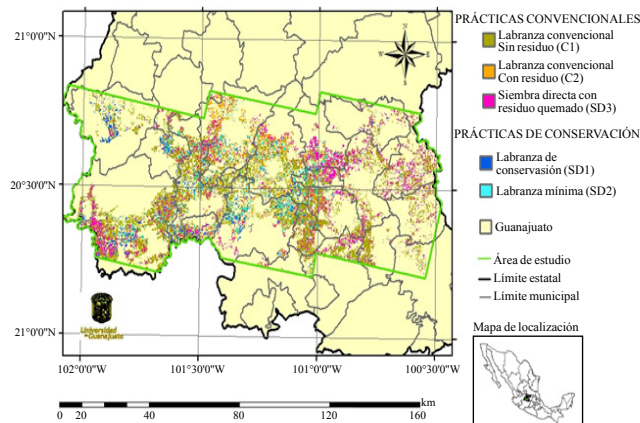 PRÁCTICAS CONVENCIONALES
Labranza convencional
Sin residuo (C1)
Labranza convencional
Con residuo (C2)
Siembra directa con
residuo quemado (SD3)
PRÁCTICAS DE CONSERVACIÓN
Labranza de
conservasión (SD1)
Labranza mínima (SD2)
Guanajuato
Área de estudio
Límite estatal
Límite municipal
Mapa de localización
21°0'0"N
20°30'0"N
21°0'0"N
Universidad
de Guanajuato
102°0'0"W 101°30'0"W 101°0'0"W 100°30'0"W
km
0 20 40 80 120 160